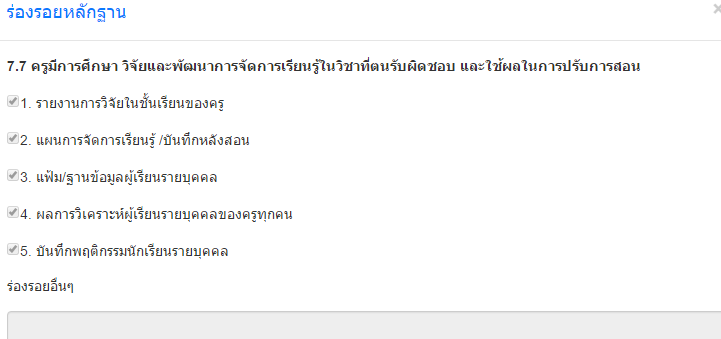 ร่องรอยหลักฐาน
7.7 ครูมีการศึกษา วิจัยและพัฒนาการจัดการเรียนรู้ในวิชาที่ตนรับผิดชอบ และใช้ผลในการปรับการสอน
1. รายงานการวิจัยในชั้นเรียนของครู
2. แผนการจัดการเรียนรู้ /บันทึกหลังสอน
3. แฟ้ม/ฐานข้อมูลผู้เรียนรายบุคคล
4. ผลการวิเคราะห์ผู้เรียนรายบุคคลของครูทุกคน
5. บันทึกพฤติกรรมนักเรียนรายบุคคล
ร่องรอยอื่นๆ